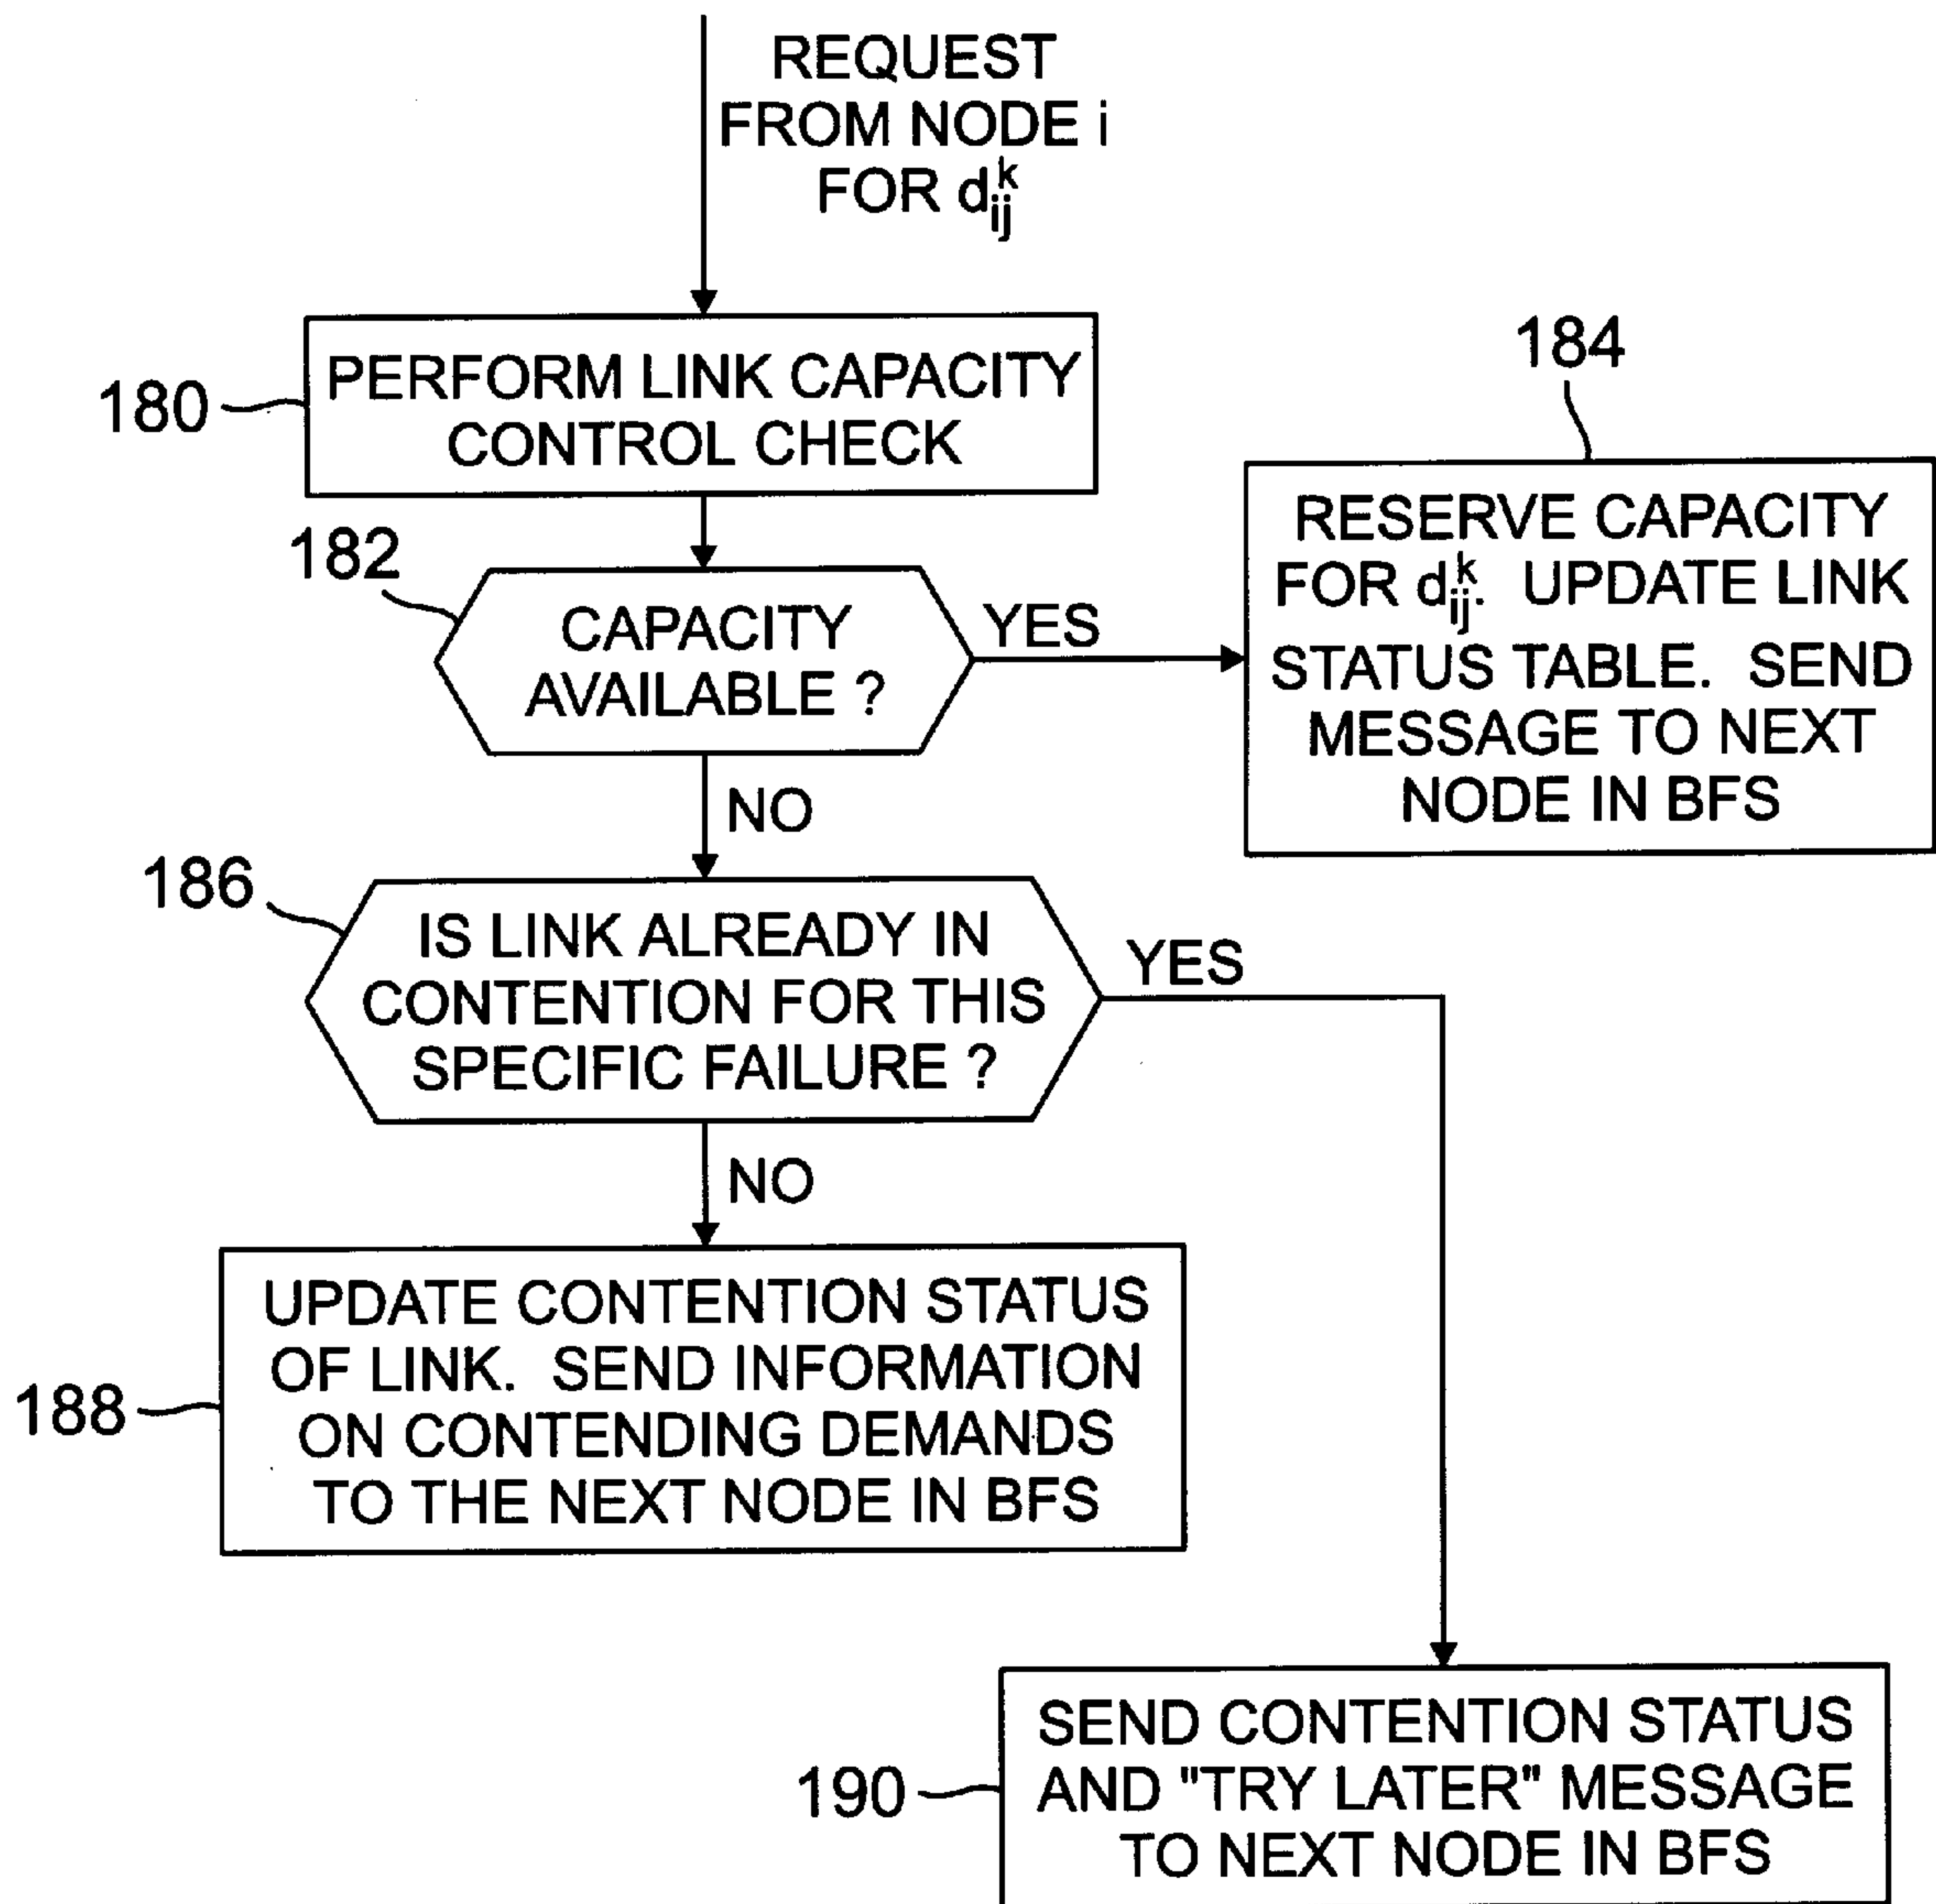 REQUEST
FROM NODE i
FOR d_{ij}^{k}
180
PERFORM LINK CAPACITY
CONTROL CHECK
182
CAPACITY
AVAILABLE ?
YES
184
RESERVE CAPACITY
FOR d_{ij}^{k}. UPDATE LINK
STATUS TABLE. SEND
MESSAGE TO NEXT
NODE IN BFS
NO
186
IS LINK ALREADY IN
CONTENTION FOR THIS
SPECIFIC FAILURE ?
YES
NO
188
UPDATE CONTENTION STATUS
OF LINK. SEND INFORMATION
ON CONTENDING DEMANDS
TO THE NEXT NODE IN BFS
190
SEND CONTENTION STATUS
AND "TRY LATER" MESSAGE
TO NEXT NODE IN BFS